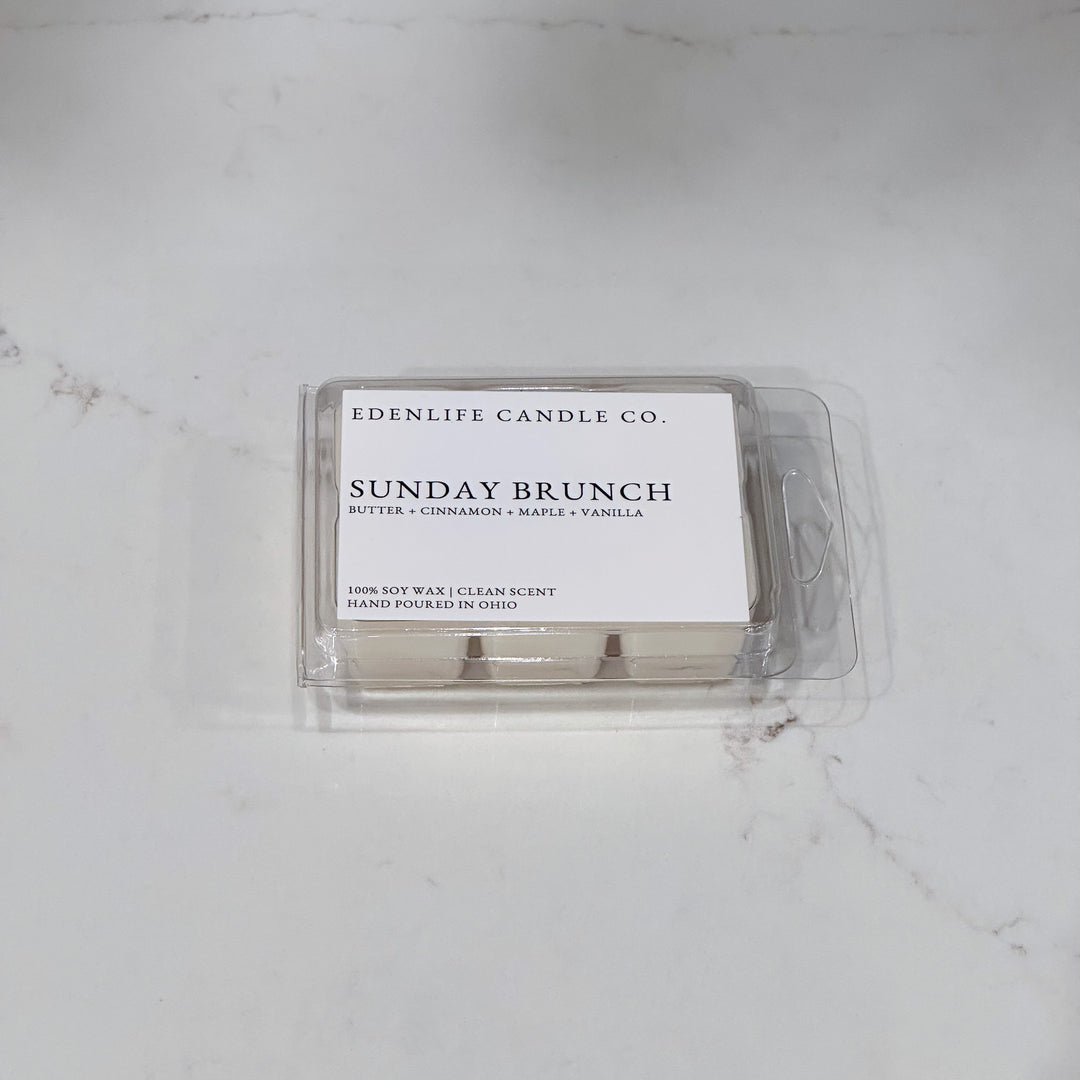 EDENLIFE CANDLE CO.
SUNDAY BRUNCH
BUTTER + CINNAMON + MAPLE + VANILLA
100% SOY WAX | CLEAN SCENT
HAND POURED IN OHIO